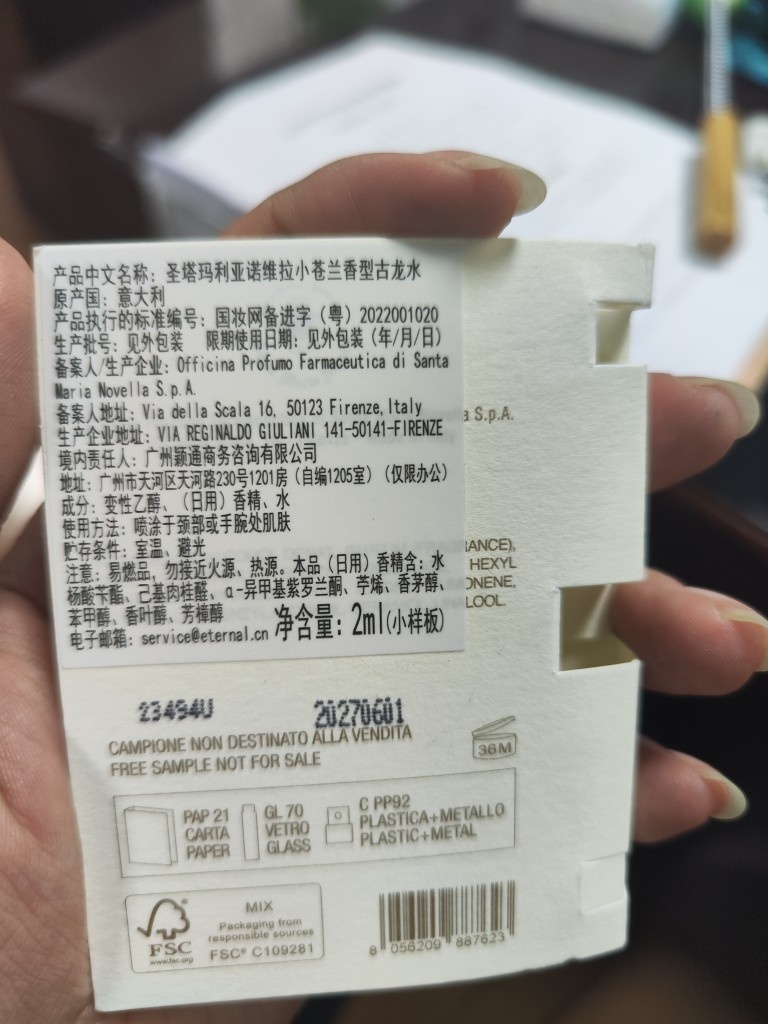 产品中文名称：圣塔玛利亚诺维拉小苍兰香型古龙水
原产国：意大利
产品执行的标准编号：国妆网备进字（粤）2022001020
生产批号：见外包装 限期使用日期：见外包装（年/月/日）
备案人/生产企业：Officina Profumo Farmaceutica di Santa
Maria Novella S.p.A.
备案人地址：Via della Scala 16, 50123 Firenze,Italy
生产企业地址：VIA REGINALDO GIULIANI 141-50141-FIRENZE
境内责任人：广州颖通商务咨询有限公司
地址：广州市天河区天河路230号1201房（自编1205室）（仅限办公）
成分：变性乙醇、（日用）香精、水
使用方法：喷涂于颈部或手腕处肌肤
贮存条件：室温、避光
注意：易燃品，勿接近火源、热源。本品（日用）香精含：水
杨酸苄酯、己基肉桂醛、α-异甲基紫罗兰酮、苧烯、香茅醇、
苯甲醇、香叶醇、芳樟醇
电子邮箱：service@eternal.cn 净含量：2ml(小样板)
S.p.A.
HEXYL
23494U 20270601
CAMPIONE NON DESTINATO ALLA VENDITA
FREE SAMPLE NOT FOR SALE
36M
PAP 21
CARTA
PAPER
GL 70
VETRO
GLASS
C PP92
PLASTICA+METALLO
PLASTIC+METAL
FSC
www.fsc.org
MIX
Packaging from
responsible sources
FSC® C109281
8 056209 887623